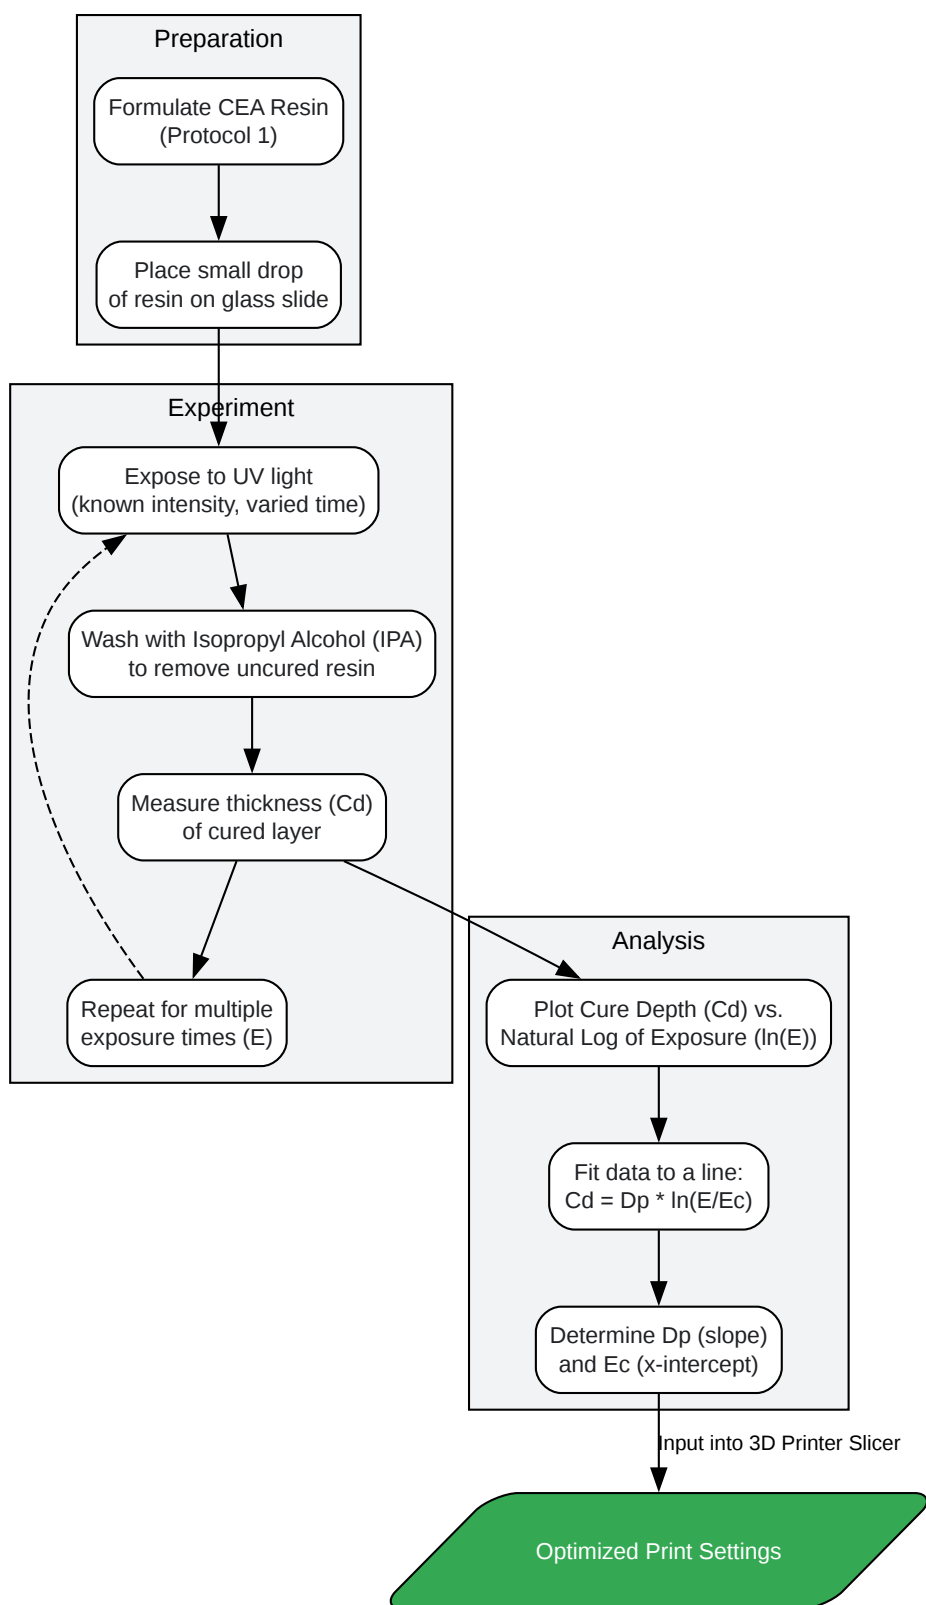 Preparation
Formulate CEA Resin
(Protocol 1)
Place small drop
of resin on glass slide
Experiment
Expose to UV light
(known intensity, varied time)
Wash with Isopropyl Alcohol (IPA)
to remove uncured resin
Measure thickness (Cd)
of cured layer
Repeat for multiple
exposure times (E)
Analysis
Plot Cure Depth (Cd) vs.
Natural Log of Exposure (ln(E))
Fit data to a line:
Cd = Dp * ln(E/Ec)
Determine Dp (slope)
and Ec (x-intercept)
Input into 3D Printer Slicer
Optimized Print Settings